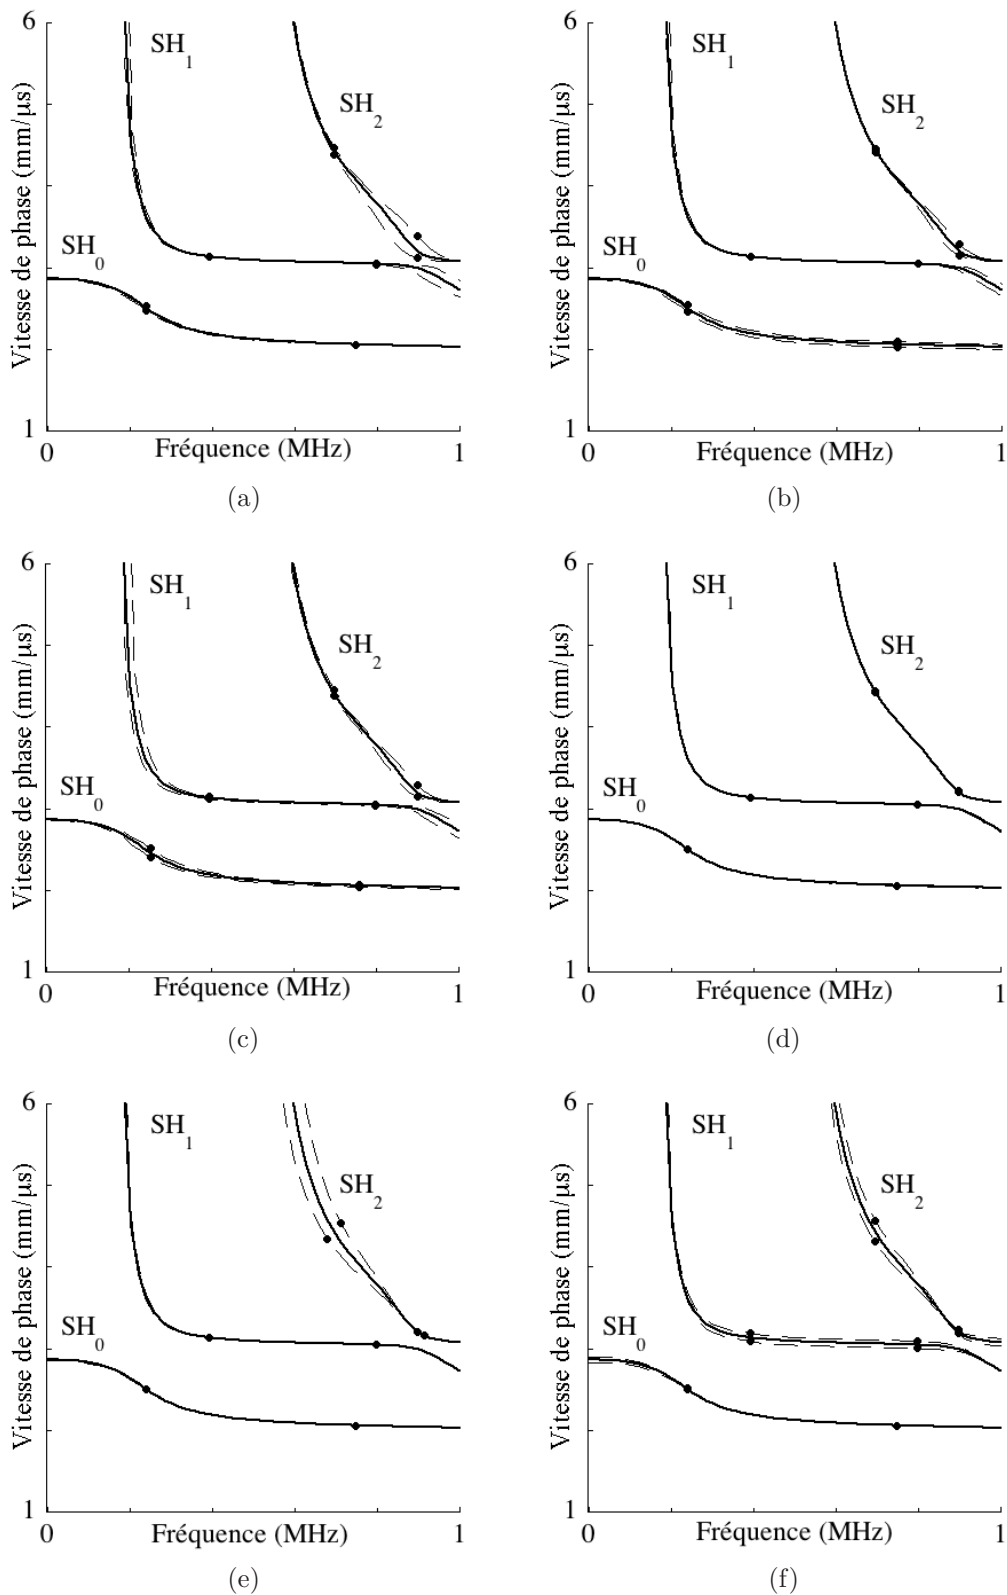 6
SH1
SH2
SH0
Vitesse de phase (mm/µs)
1
0
Fréquence (MHz)
1
(a)
6
SH1
SH2
SH0
Vitesse de phase (mm/µs)
1
0
Fréquence (MHz)
1
(b)
6
SH1
SH2
SH0
Vitesse de phase (mm/µs)
1
0
Fréquence (MHz)
1
(c)
6
SH1
SH2
SH0
Vitesse de phase (mm/µs)
1
0
Fréquence (MHz)
1
(d)
6
SH1
SH2
SH0
Vitesse de phase (mm/µs)
1
0
Fréquence (MHz)
1
(e)
6
SH1
SH2
SH0
Vitesse de phase (mm/µs)
1
0
Fréquence (MHz)
1
(f)